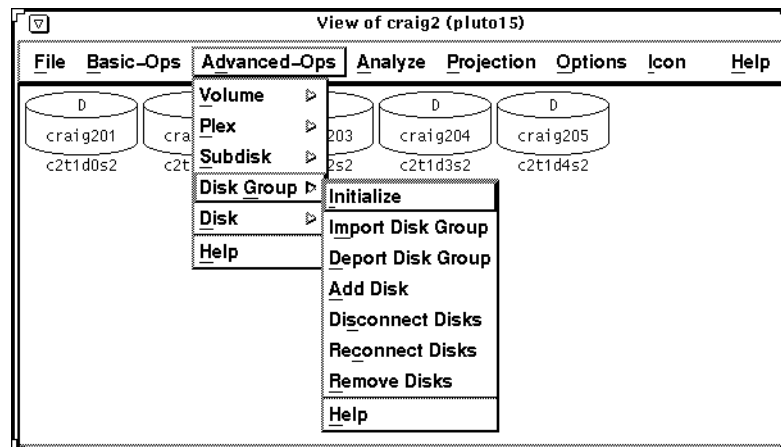 View of craig2 (pluto15)
File Basic-Ops Advanced-Ops Analyze Projection Options Icon Help
D D D
craig201 cra 203 craig204 craig205
c2t1d0s2 c2t 2s2 c2t1d3s2 c2t1d4s2
Volume
Plex
Subdisk
Disk Group
Disk
Help
Initialize
Import Disk Group
Deport Disk Group
Add Disk
Disconnect Disks
Reconnect Disks
Remove Disks
Help